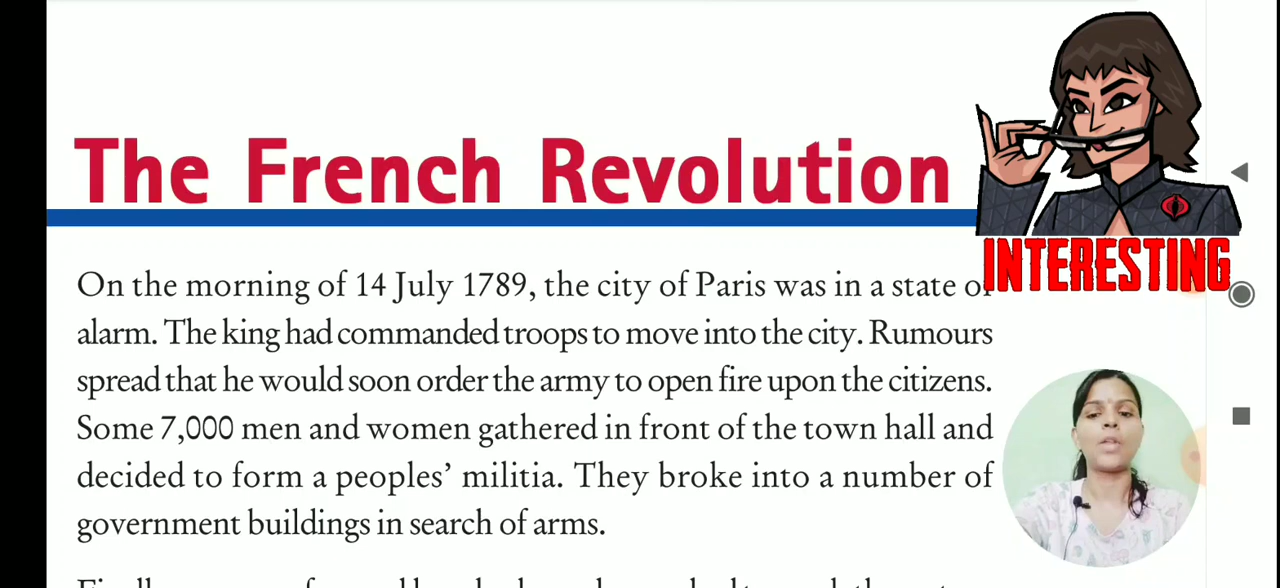 The French Revolution
INTERESTING
On the morning of 14 July 1789, the city of Paris was in a state of
alarm. The king had commanded troops to move into the city. Rumours
spread that he would soon order the army to open fire upon the citizens.
Some 7,000 men and women gathered in front of the town hall and
decided to form a peoples’ militia. They broke into a number of
government buildings in search of arms.